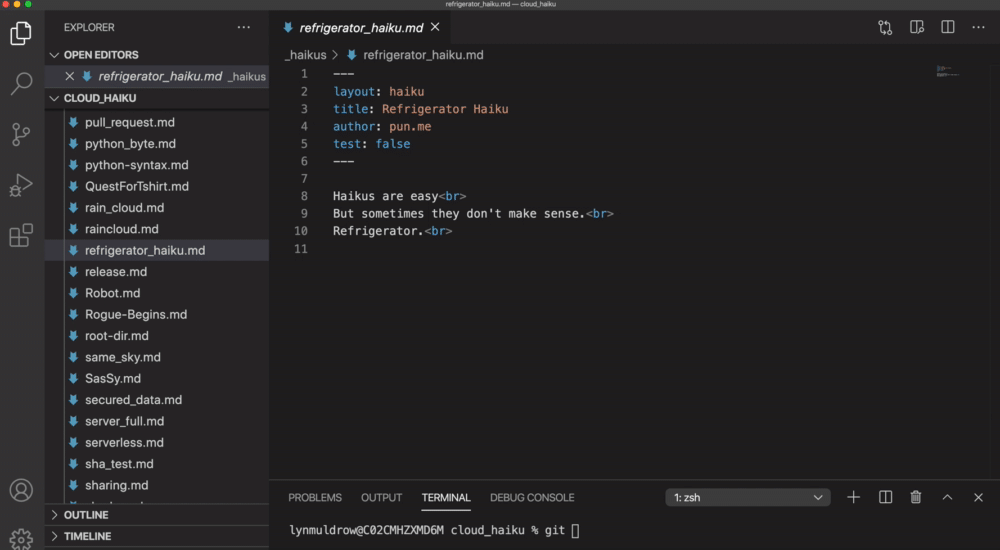 refrigerator_haiku.md — cloud_haiku
EXPLORER
OPEN EDITORS
refrigerator_haiku.md _haikus
CLOUD_HAIKU
pull_request.md
python_byte.md
python-syntax.md
QuestForTshirt.md
rain_cloud.md
raincloud.md
refrigerator_haiku.md
release.md
Robot.md
Rogue-Begins.md
root-dir.md
same_sky.md
SasSy.md
secured_data.md
server_full.md
serverless.md
sha_test.md
sharing.md
OUTLINE
TIMELINE
refrigerator_haiku.md
_haikus > refrigerator_haiku.md
1 ---
2 layout: haiku
3 title: Refrigerator Haiku
4 author: pun.me
5 test: false
6 ---
7
8 Haikus are easy<br>
9 But sometimes they don't make sense.<br>
10 Refrigerator.<br>
11
PROBLEMS OUTPUT TERMINAL DEBUG CONSOLE 1: zsh
lynmuldrow@C02CMHZXMD6M cloud_haiku % git